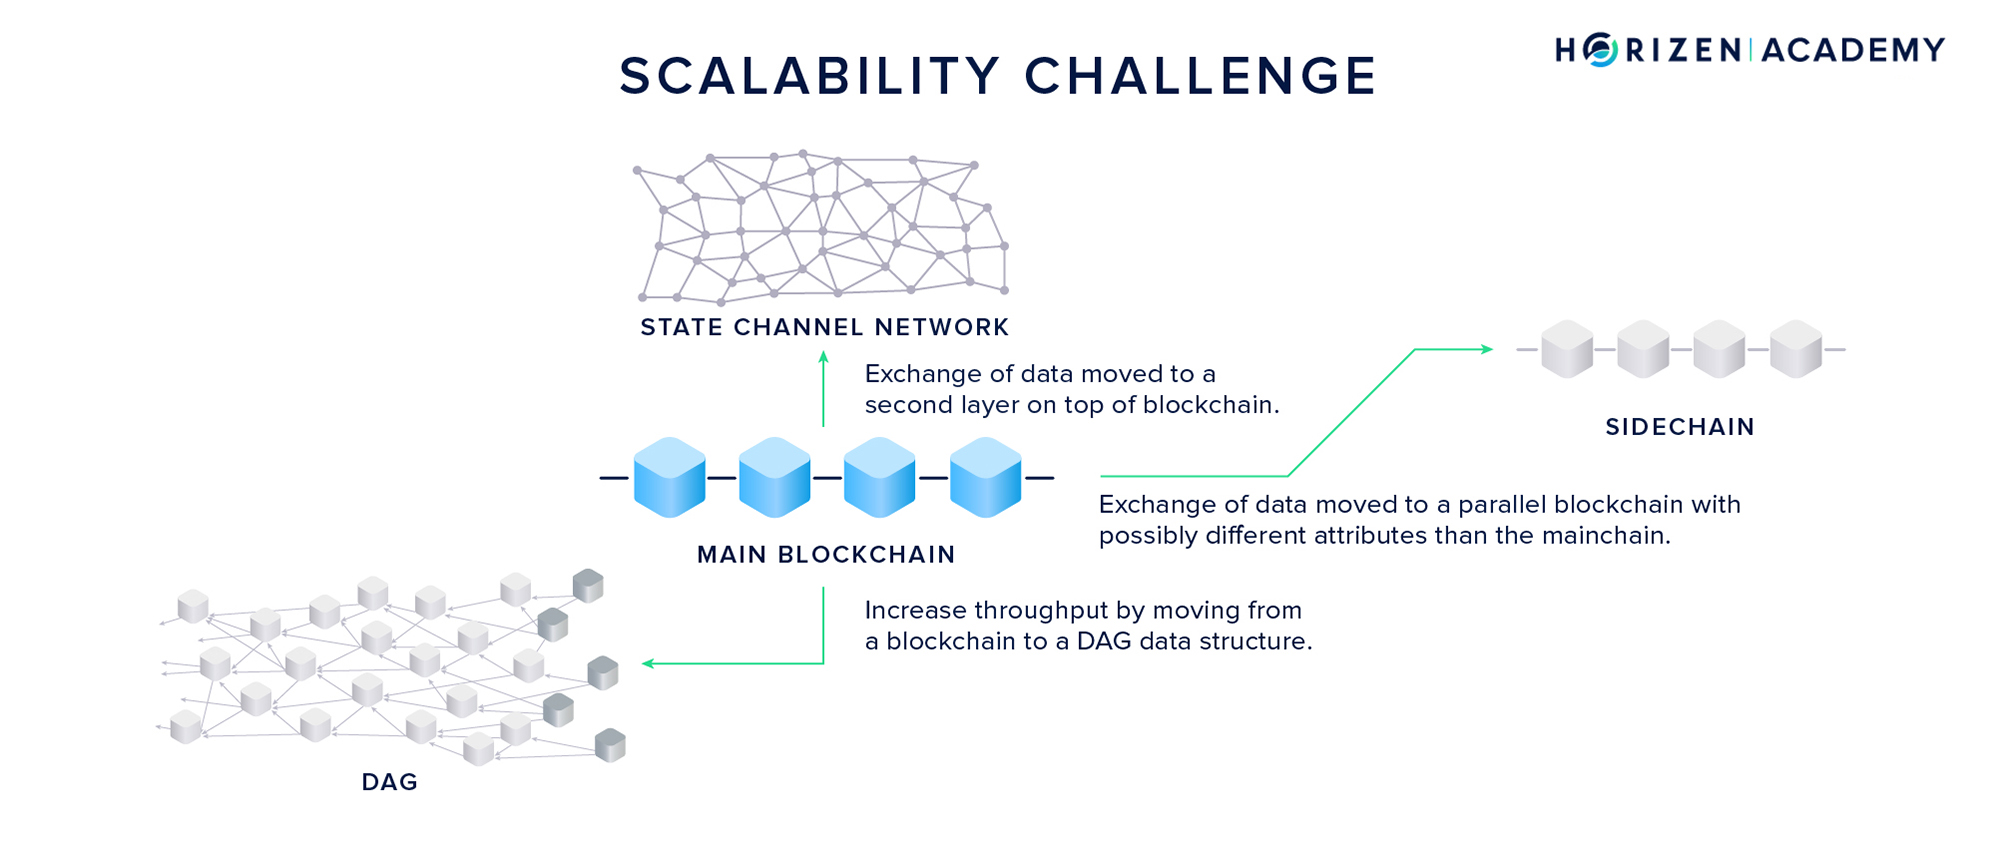 HORIZEN | ACADEMY
SCALABILITY CHALLENGE
STATE CHANNEL NETWORK
Exchange of data moved to a
second layer on top of blockchain.
SIDECHAIN
Exchange of data moved to a parallel blockchain with
possibly different attributes than the mainchain.
MAIN BLOCKCHAIN
Increase throughput by moving from
a blockchain to a DAG data structure.
DAG